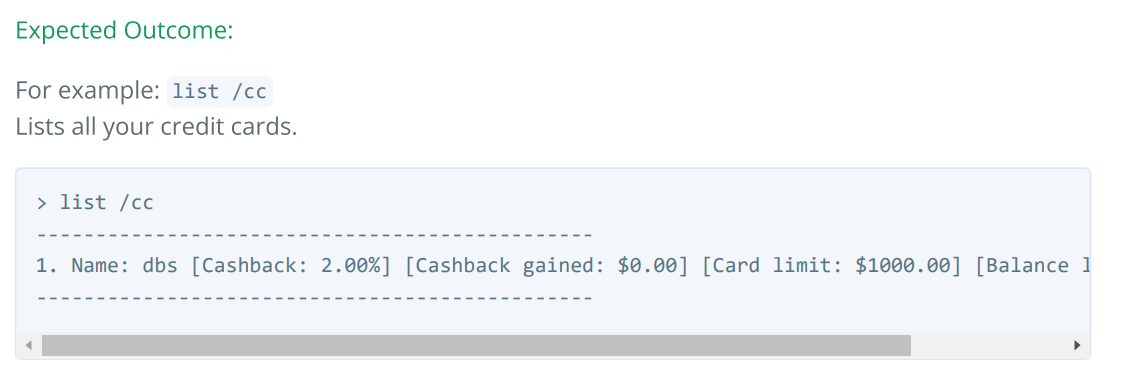 Expected Outcome:
For example: list /cc
Lists all your credit cards.
> list /cc
-----------------------------------------------
1. Name: dbs [Cashback: 2.00%] [Cashback gained: $0.00] [Card limit: $1000.00] [Balance
-----------------------------------------------